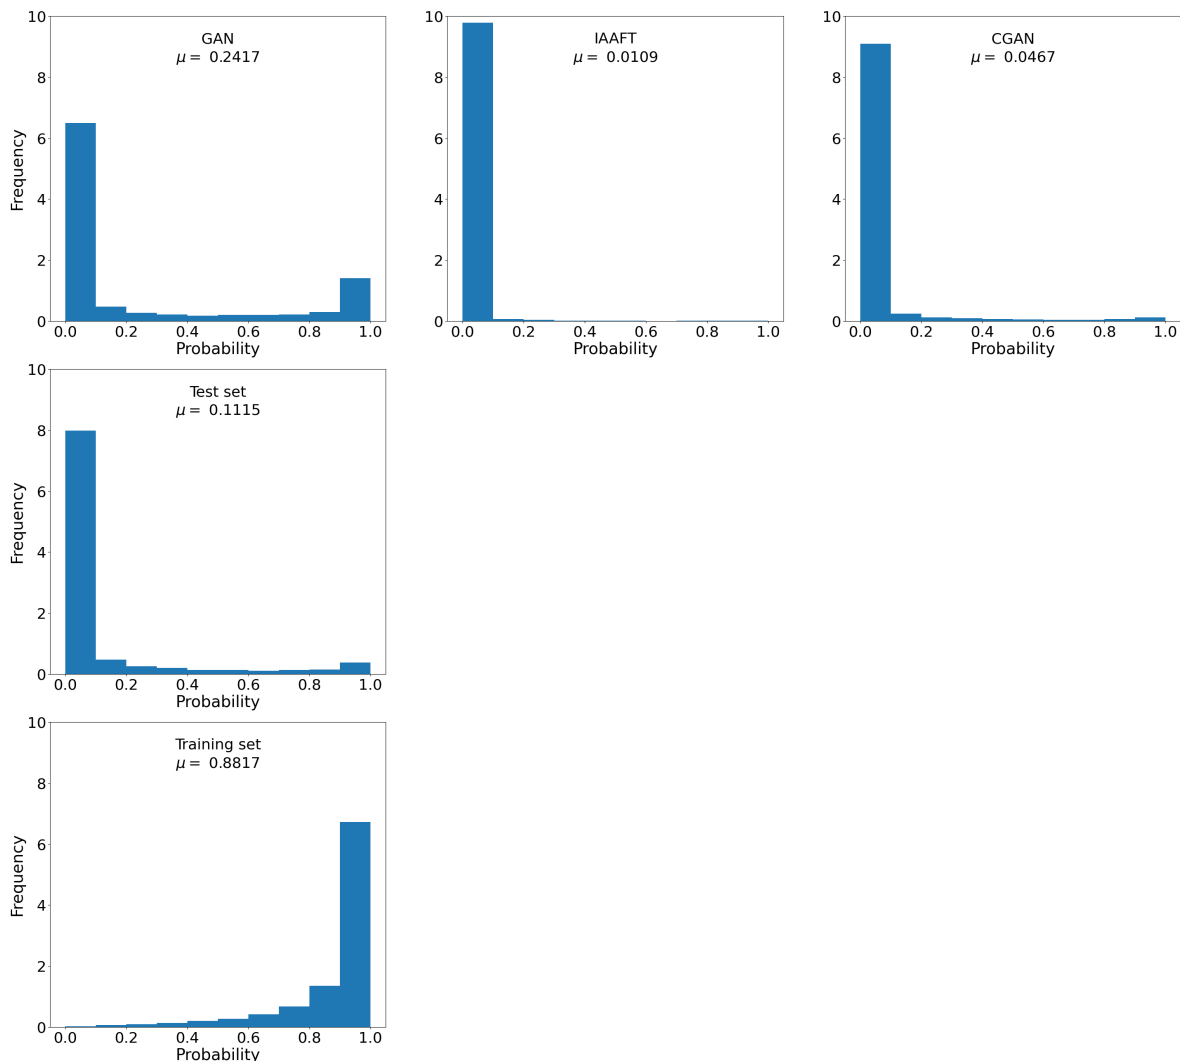 GAN
μ = 0.2417
Frequency
10
8
6
4
2
0
0.0 0.2 0.4 0.6 0.8 1.0
Probability
IAAFT
μ = 0.0109
10
8
6
4
2
0
0.0 0.2 0.4 0.6 0.8 1.0
Probability
CGAN
μ = 0.0467
10
8
6
4
2
0
0.0 0.2 0.4 0.6 0.8 1.0
Probability
Test set
μ = 0.1115
Frequency
10
8
6
4
2
0
0.0 0.2 0.4 0.6 0.8 1.0
Probability
Training set
μ = 0.8817
Frequency
10
8
6
4
2
0
0.0 0.2 0.4 0.6 0.8 1.0
Probability